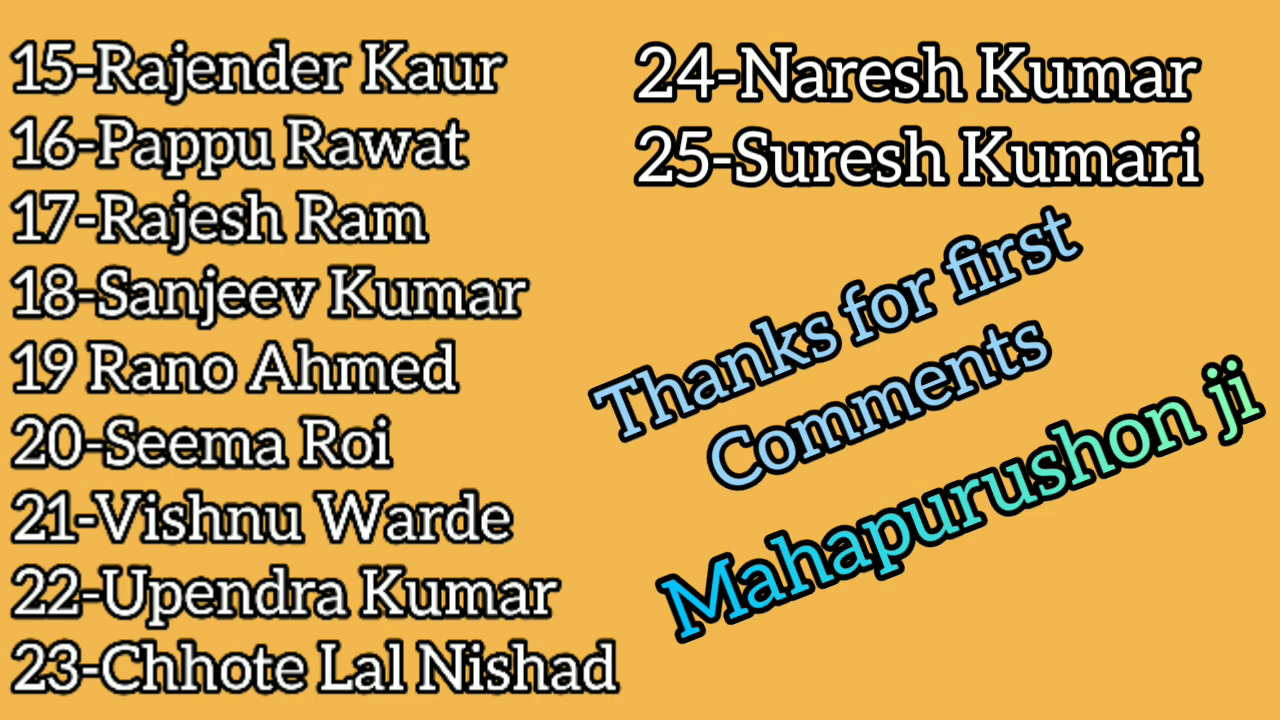 15-Rajender Kaur
16-Pappu Rawat
17-Rajesh Ram
18-Sanjeev Kumar
19 Rano Ahmed
20-Seema Roi
21-Vishnu Warde
22-Upendra Kumar
23-Chhote Lal Nishad
24-Naresh Kumar
25-Suresh Kumari
Thanks for first
Comments
Mahapurushon ji